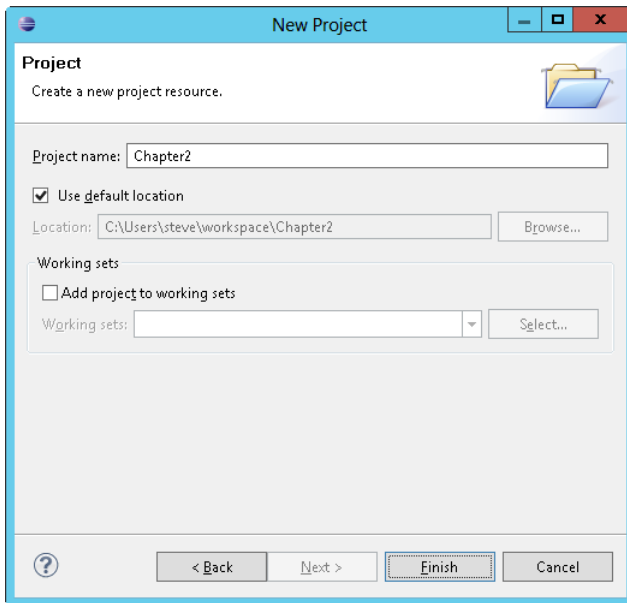 New Project
Project
Create a new project resource.
Project name: Chapter2
Use default location
Location: C:\Users\steve\workspace\Chapter2 Browse...
Working sets
Add project to working sets
Working sets: Select...
? < Back Next > Finish Cancel